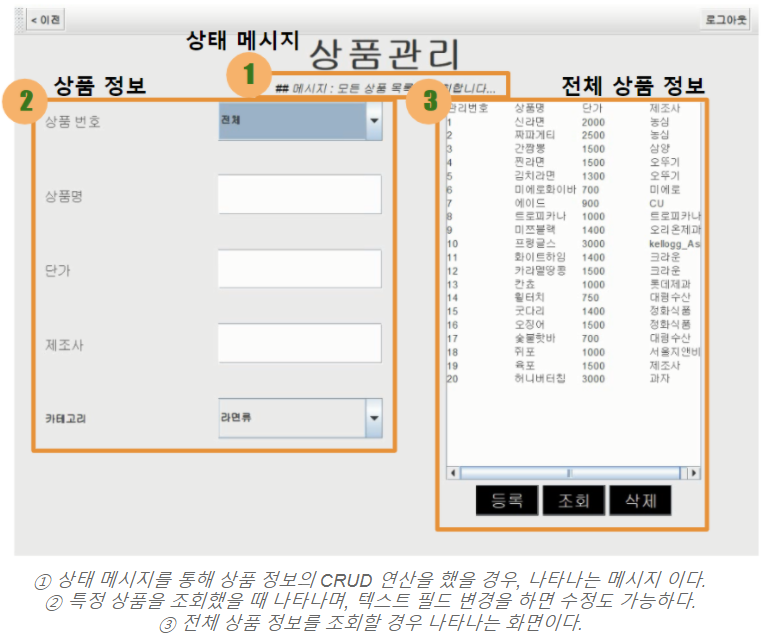 < 이전
로그아웃
상태 메시지
상품관리
1
## 메시지 : 모든 상품 목록 합니다...
2
상품 정보
3
전체 상품 정보
상품 번호
전체
상품명
단가
제조사
카테고리
라면류
관리번호 상품명 단가 제조사
1 신라면 2000 농심
2 짜파게티 2500 농심
3 간짬뽕 1500 삼양
4 찐라면 1500 오뚜기
5 김치라면 1300 오뚜기
6 미에로화이바 700 미에로
7 에이드 900 CU
8 트로피카나 1000 트로피카나
9 미쯔블랙 1400 오리온제과
10 프링글스 3000 kellogg_As
11 화이트하임 1400 크라운
12 카라멜땅콩 1500 크라운
13 칸쵸 1000 롯데제과
14 휠터치 750 대림수산
15 굿다리 1400 정화식품
16 오징어 1500 정화식품
17 숯불핫바 700 대림수산
18 쥐포 1000 서울지앤비
19 육포 1500 제조사
20 허니버터칩 3000 과자
등록 조회 삭제
① 상태 메시지를 통해 상품 정보의 CRUD 연산을 했을 경우, 나타나는 메시지 이다.
② 특정 상품을 조회했을 때 나타나며, 텍스트 필드 변경을 하면 수정도 가능하다.
③ 전체 상품 정보를 조회할 경우 나타나는 화면이다.